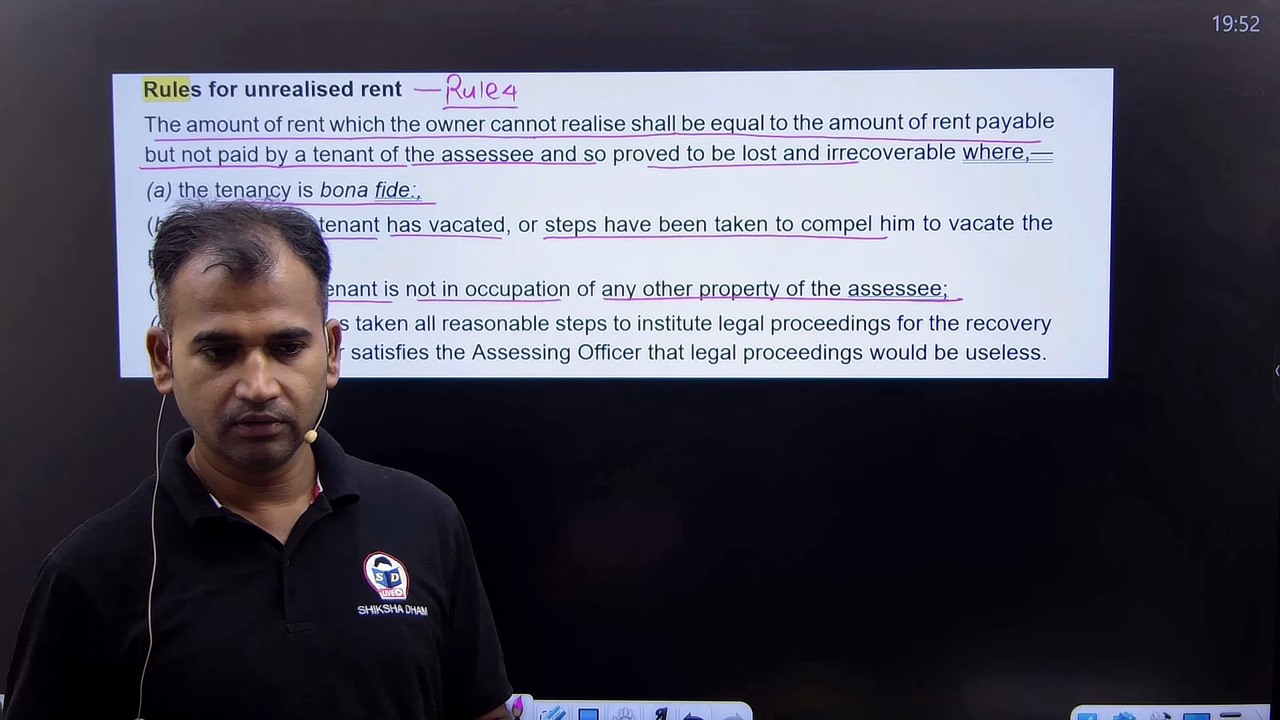 19:52
Rules for unrealised rent — Rule 4
The amount of rent which the owner cannot realise shall be equal to the amount of rent payable
but not paid by a tenant of the assessee and so proved to be lost and irrecoverable where,—
(a) the tenancy is bona fide:,
tenant has vacated, or steps have been taken to compel him to vacate the
enant is not in occupation of any other property of the assessee;
s taken all reasonable steps to institute legal proceedings for the recovery
r satisfies the Assessing Officer that legal proceedings would be useless.
SD
LIVE
SHIKSHA DHAM